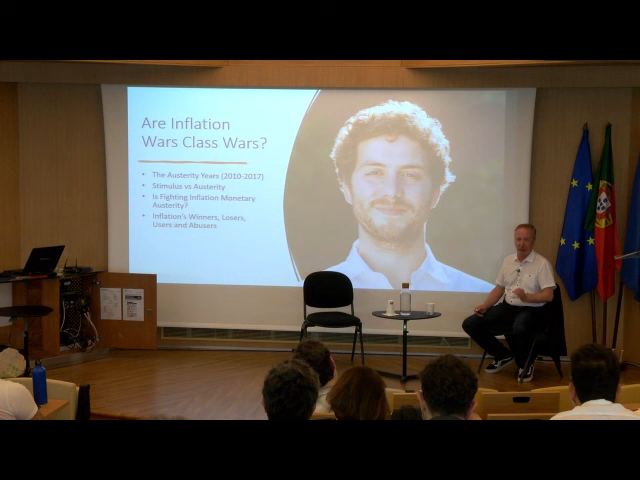 Are Inflation
Wars Class Wars?
• The Austerity Years (2010-2017)
• Stimulus vs Austerity
• Is Fighting Inflation Monetary
Austerity?
• Inflation's Winners, Losers,
Users and Abusers